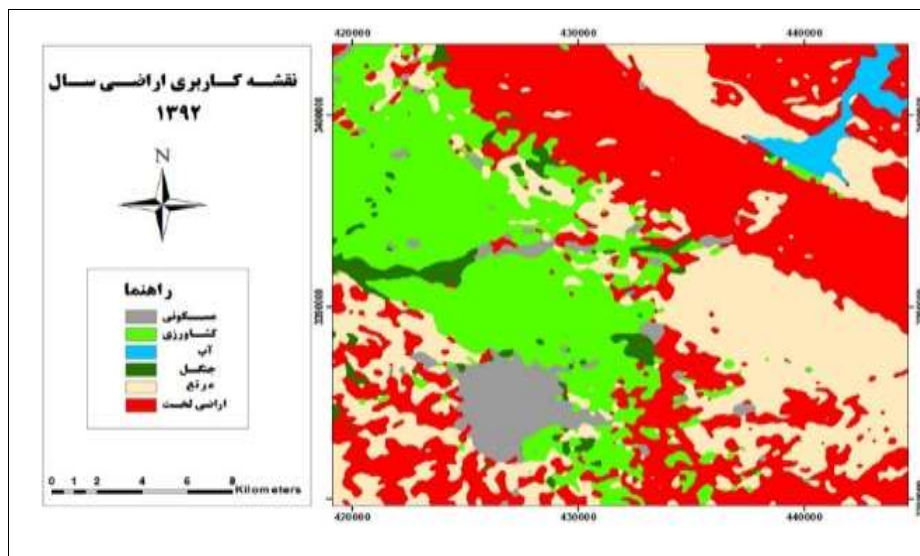 نقشه کاربری اراضی سال
۱۳۹۲
N
راهنما
مسکونی
کشاورزی
آب
جنگل
مرتع
اراضی لخت
0 1 2 4 6 8
Kilometers
420000 430000 440000
420000 430000 440000